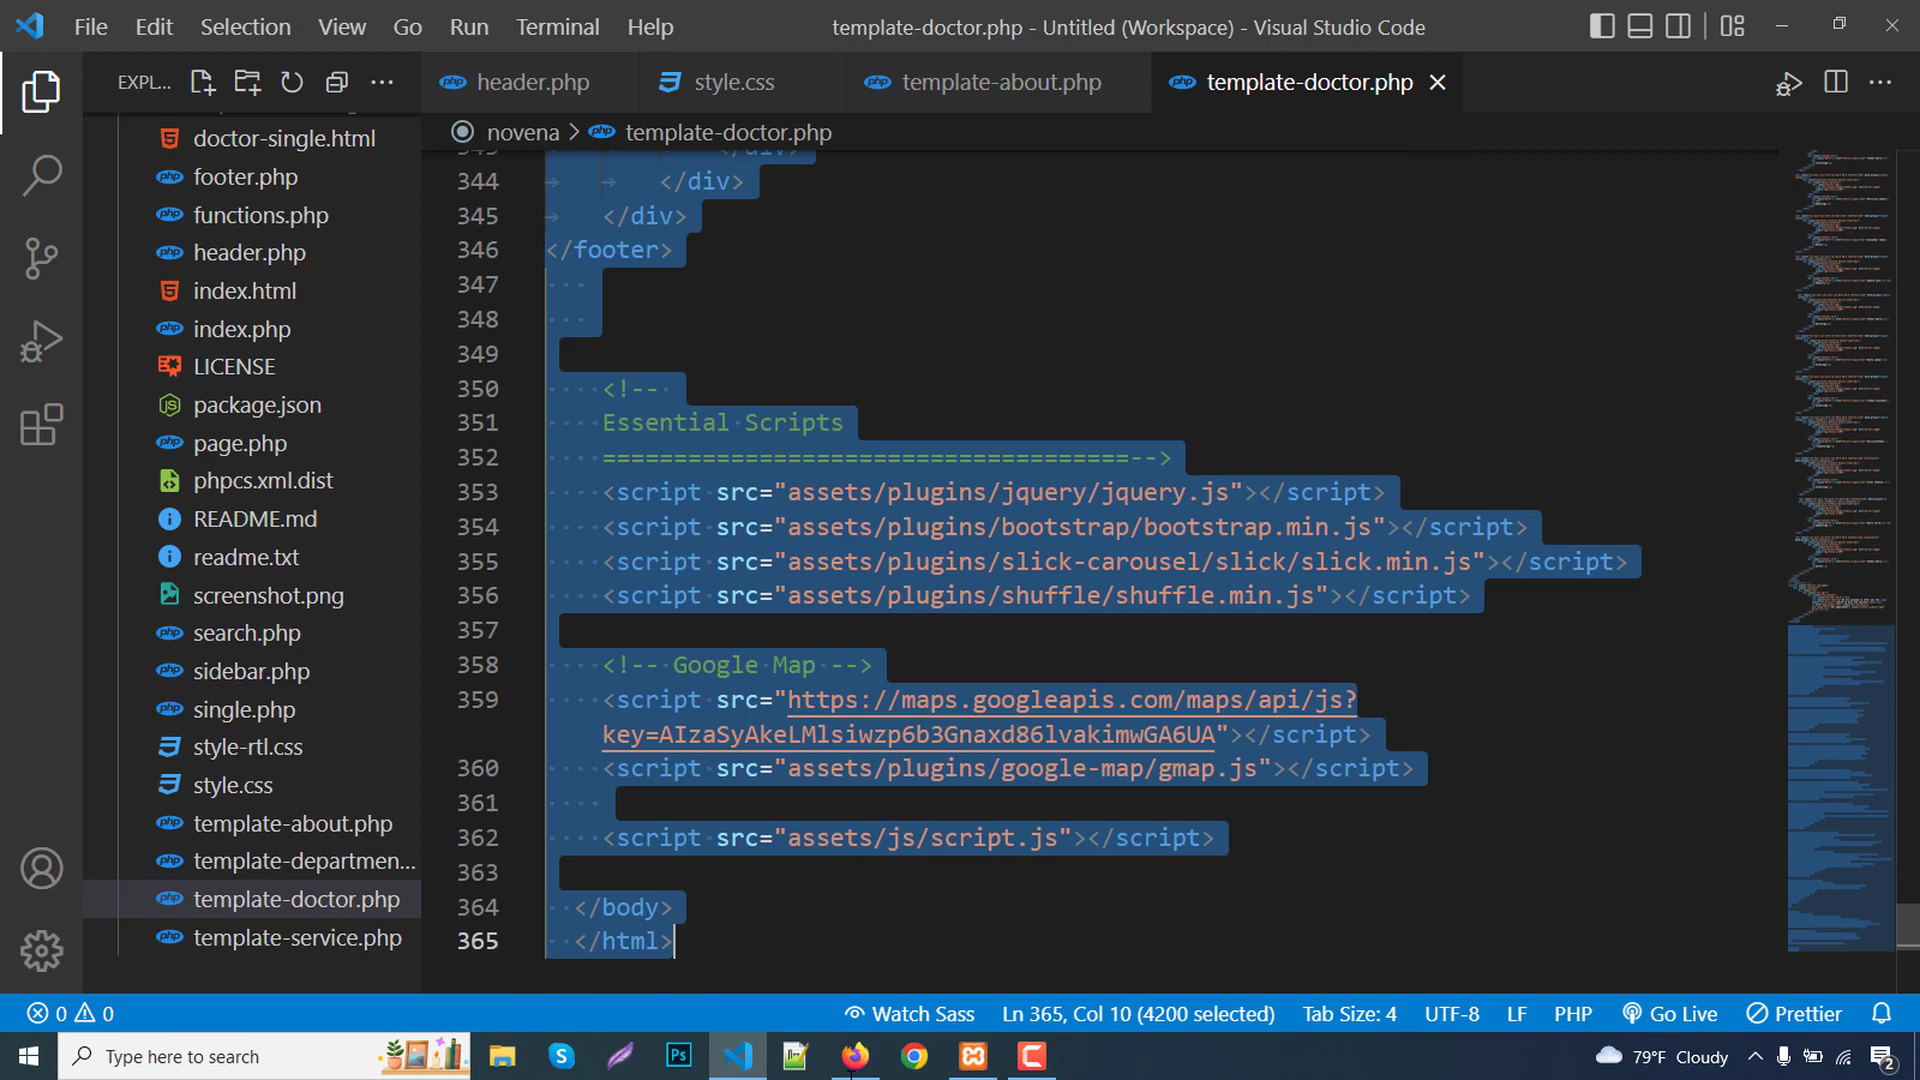 File Edit Selection View Go Run Terminal Help
template-doctor.php - Untitled (Workspace) - Visual Studio Code
EXPL...
header.php
style.css
template-about.php
template-doctor.php
novena > template-doctor.php
doctor-single.html
footer.php
functions.php
header.php
index.html
index.php
LICENSE
package.json
page.php
phpcs.xml.dist
README.md
readme.txt
screenshot.png
search.php
sidebar.php
single.php
style-rtl.css
style.css
template-about.php
template-departmen...
template-doctor.php
template-service.php
344 </div>
345 </div>
346 </footer>
347
348
349
350 <!--
351 Essential Scripts
352 =====================================-->
353 <script src="assets/plugins/jquery/jquery.js"></script>
354 <script src="assets/plugins/bootstrap/bootstrap.min.js"></script>
355 <script src="assets/plugins/slick-carousel/slick/slick.min.js"></script>
356 <script src="assets/plugins/shuffle/shuffle.min.js"></script>
357
358 <!-- Google Map -->
359 <script src="https://maps.googleapis.com/maps/api/js?
key=AIzaSyAkeLMlsiwzp6b3Gnaxd86lvakimwGA6UA"></script>
360 <script src="assets/plugins/google-map/gmap.js"></script>
361
362 <script src="assets/js/script.js"></script>
363
364 </body>
365 </html>
0 0
Watch Sass
Ln 365, Col 10 (4200 selected)
Tab Size: 4
UTF-8
LF
PHP
Go Live
Prettier
Type here to search
Ps
79°F Cloudy
2